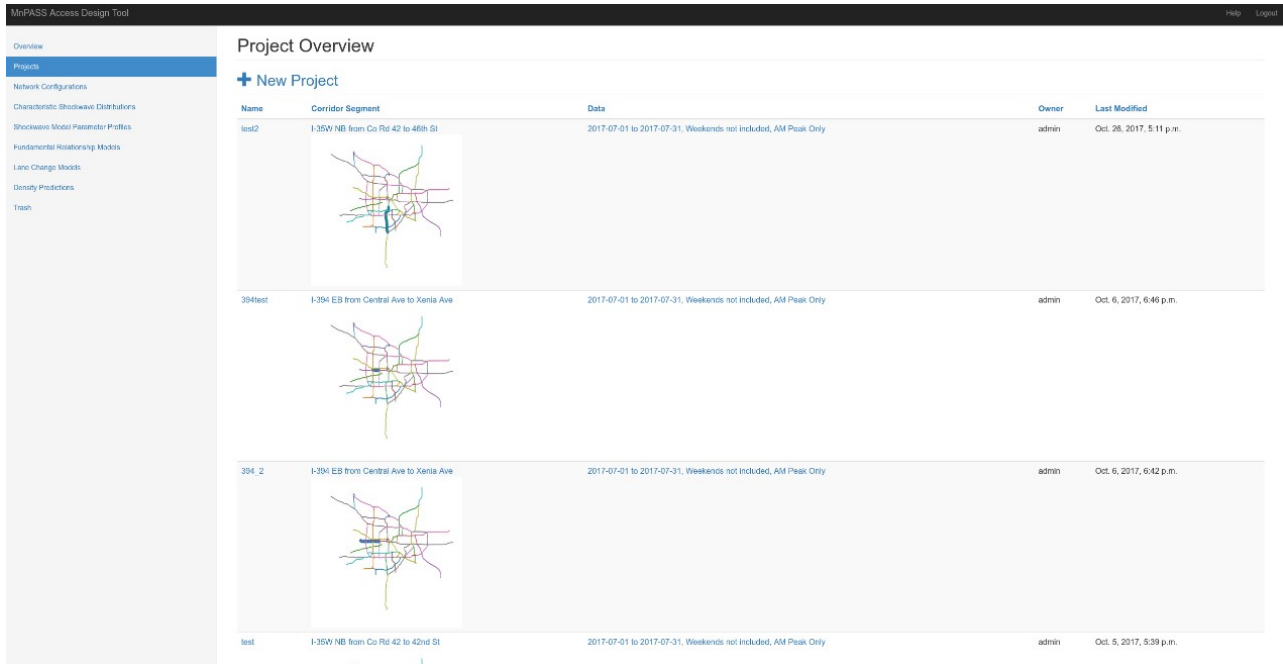 MnPASS Access Design Tool Help Logout
Overview
Projects
Network Configurations
Characteristic Shockwave Distributions
Shockwave Model Parameter Profiles
Fundamental Relationship Models
Lane Change Models
Density Predictions
Trash
Project Overview
+ New Project
Name Corridor Segment Data Owner Last Modified
test2 I-35W NB from Co Rd 42 to 46th St 2017-07-01 to 2017-07-31, Weekends not included, AM Peak Only admin Oct. 26, 2017, 5:11 p.m.
394test I-394 EB from Central Ave to Xenia Ave 2017-07-01 to 2017-07-31, Weekends not included, AM Peak Only admin Oct. 6, 2017, 6:46 p.m.
394_2 I-394 EB from Central Ave to Xenia Ave 2017-07-01 to 2017-07-31, Weekends not included, AM Peak Only admin Oct. 6, 2017, 6:42 p.m.
test I-35W NB from Co Rd 42 to 42nd St 2017-07-01 to 2017-07-31, Weekends not included, AM Peak Only admin Oct. 5, 2017, 5:39 p.m.